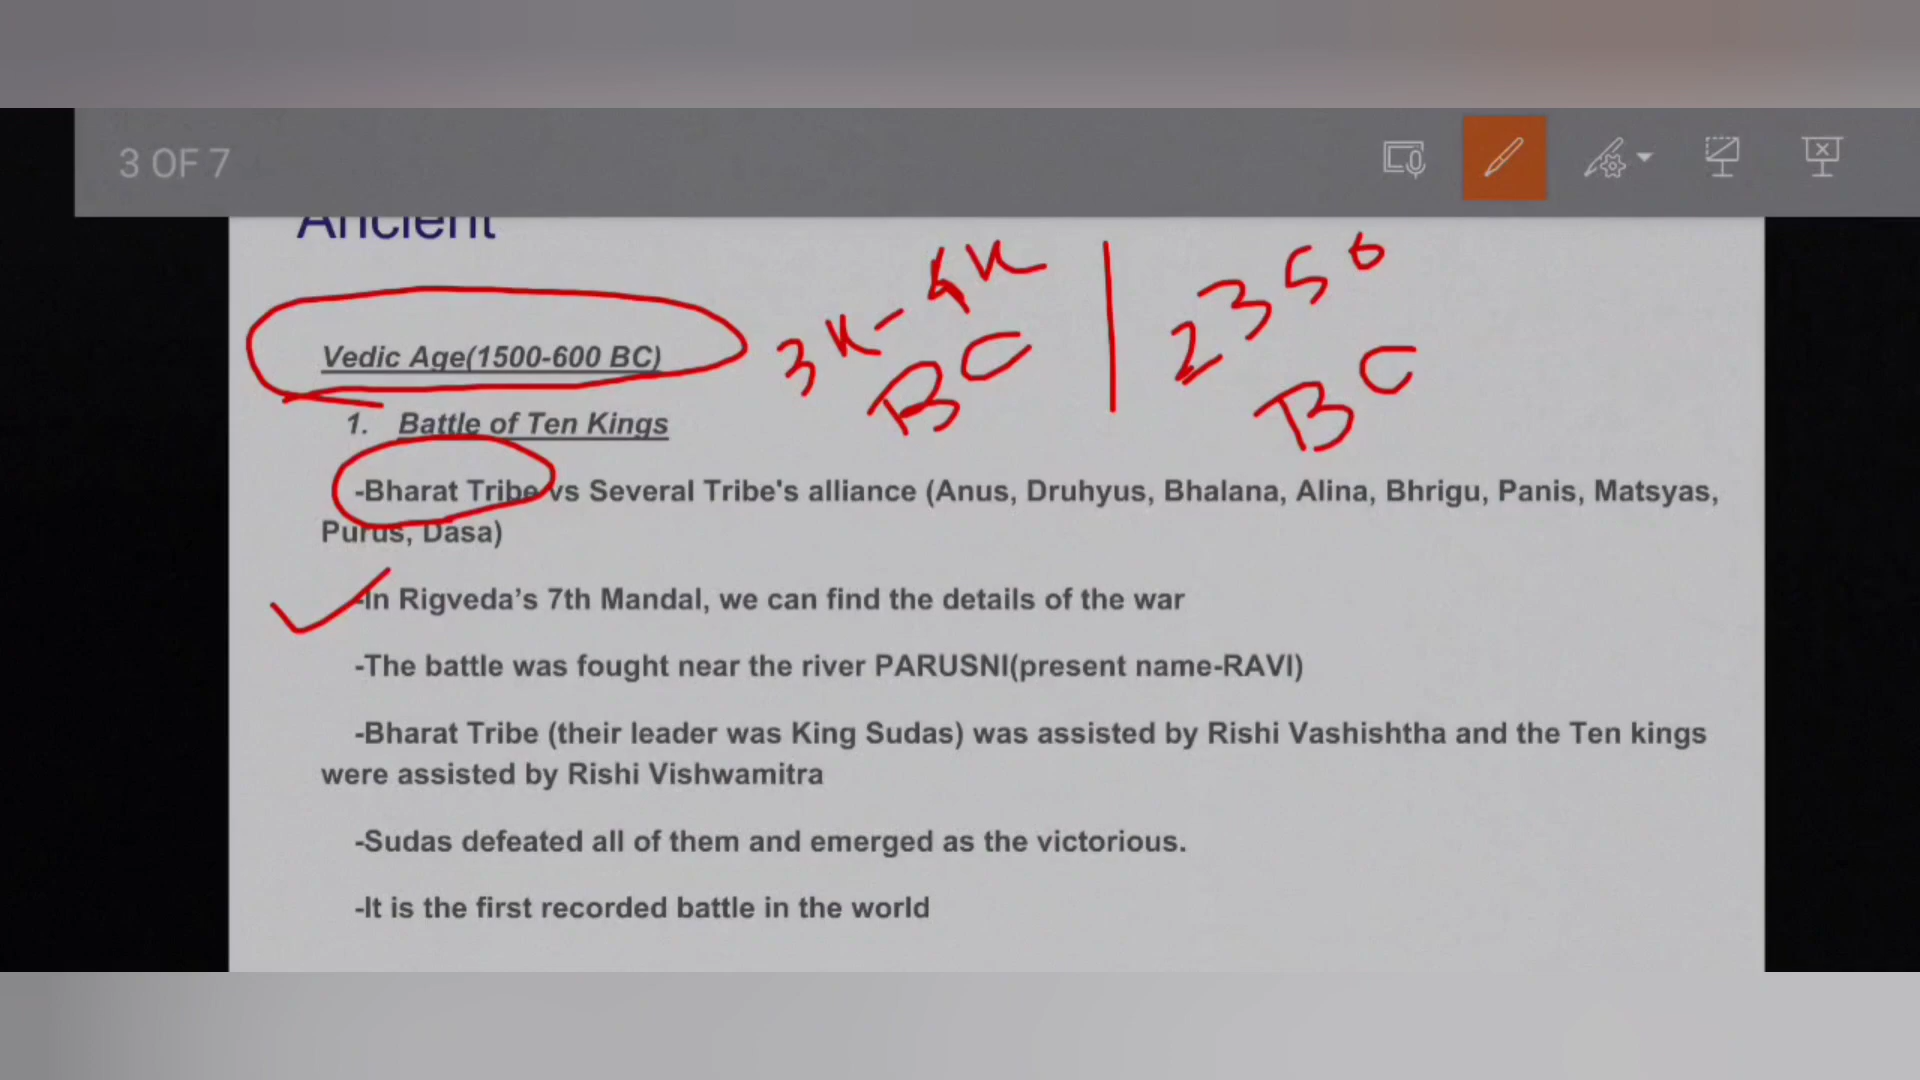 3 OF 7
Ancient
Vedic Age(1500-600 BC)
3K-4K
BC
2350
BC
1. Battle of Ten Kings
-Bharat Tribe vs Several Tribe's alliance (Anus, Druhyus, Bhalana, Alina, Bhrigu, Panis, Matsyas,
Purus, Dasa)
-In Rigveda’s 7th Mandal, we can find the details of the war
-The battle was fought near the river PARUSNI(present name-RAVI)
-Bharat Tribe (their leader was King Sudas) was assisted by Rishi Vashishtha and the Ten kings
were assisted by Rishi Vishwamitra
-Sudas defeated all of them and emerged as the victorious.
-It is the first recorded battle in the world